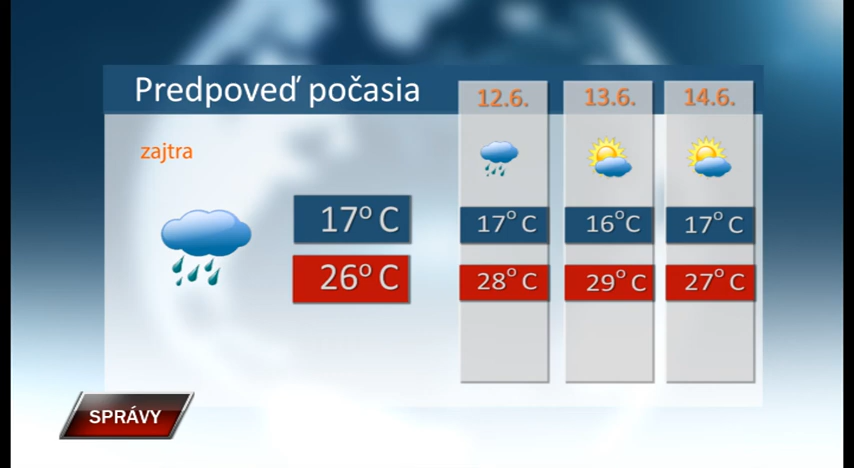 Predpoveď počasia
zajtra
17° C
26° C
12.6.
17° C
28° C
13.6.
16°C
29° C
14.6.
17° C
27° C
SPRÁVY